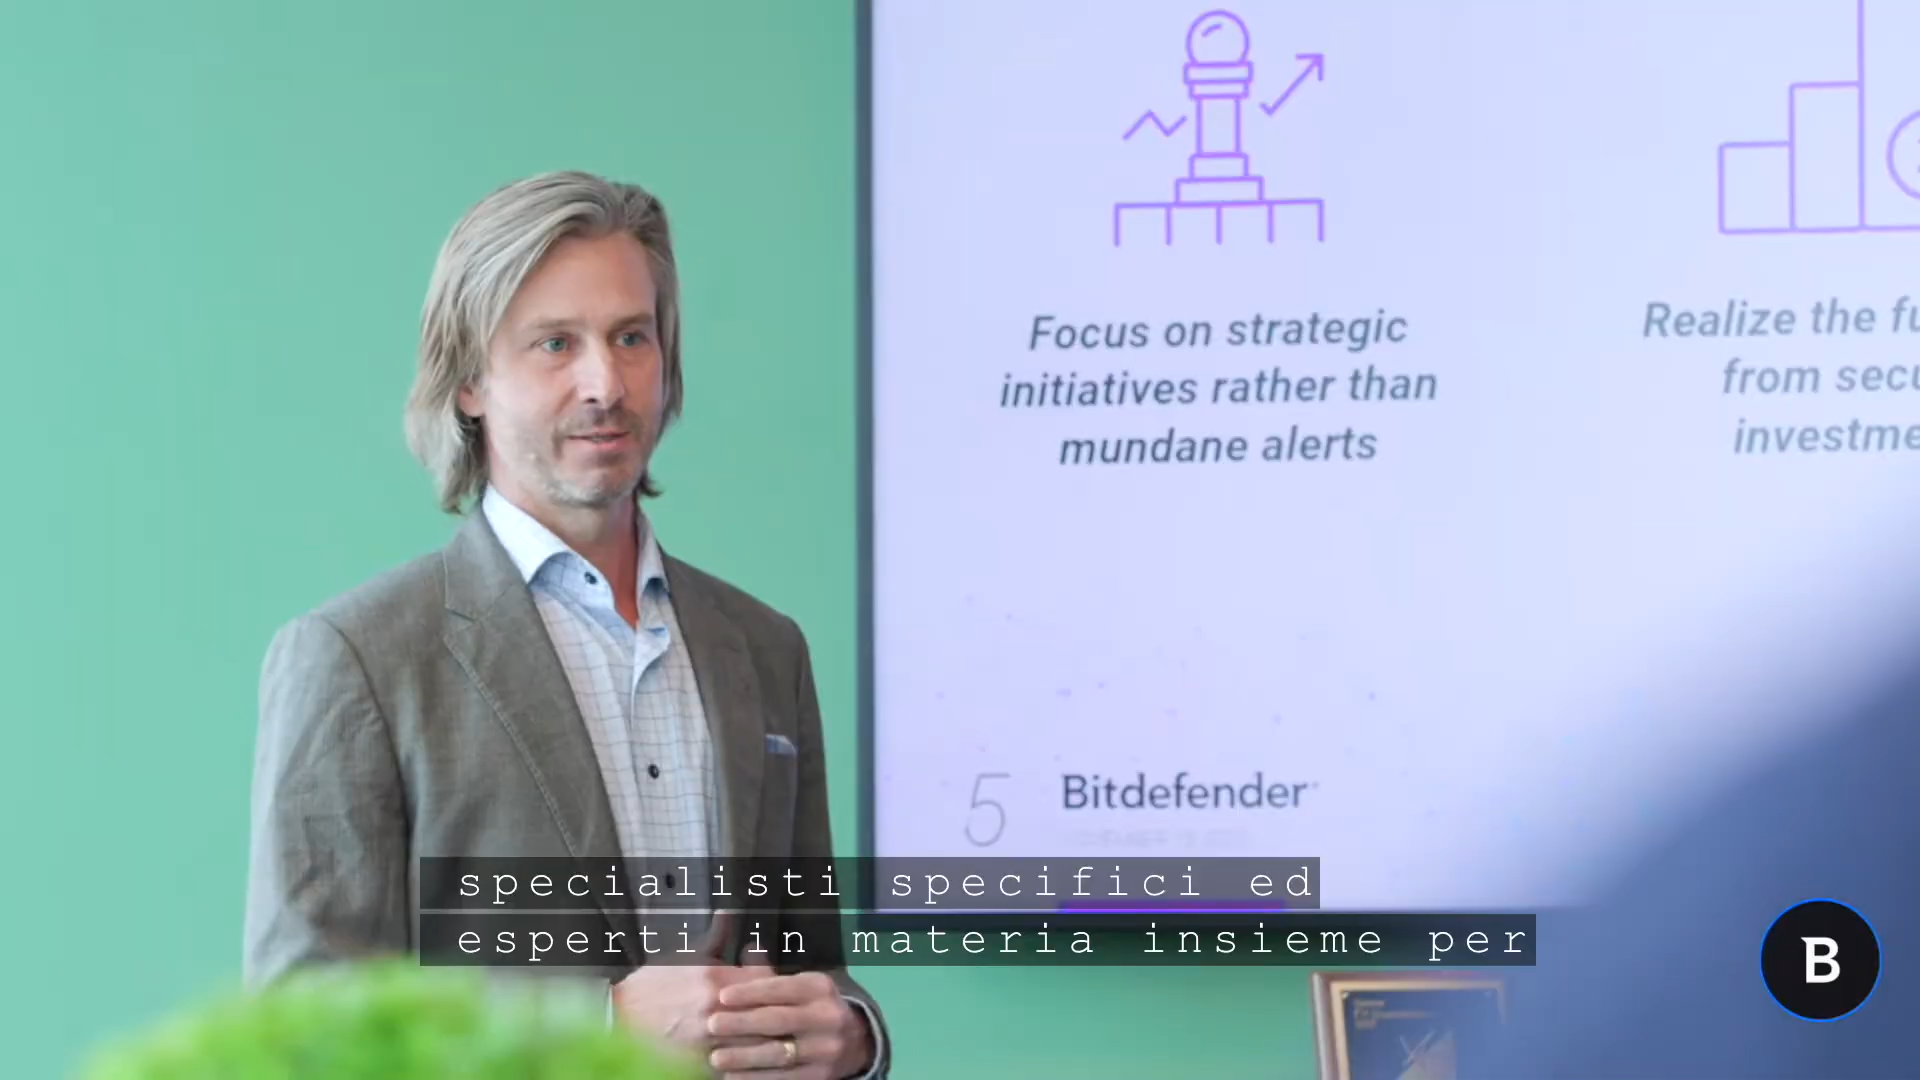 Focus on strategic
initiatives rather than
mundane alerts
Realize the fu
from secu
investme
5
Bitdefender
specialisti specifici ed
esperti in materia insieme per
B